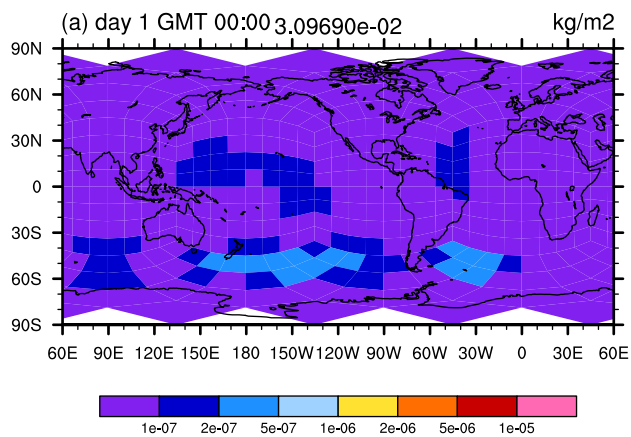 (a) day 1 GMT 00:00 3.09690e-02 kg/m2
90N
60N
30N
0
30S
60S
90S
60E 90E 120E 150E 180 150W 120W 90W 60W 30W 0 30E 60E
1e-07 2e-07 5e-07 1e-06 2e-06 5e-06 1e-05